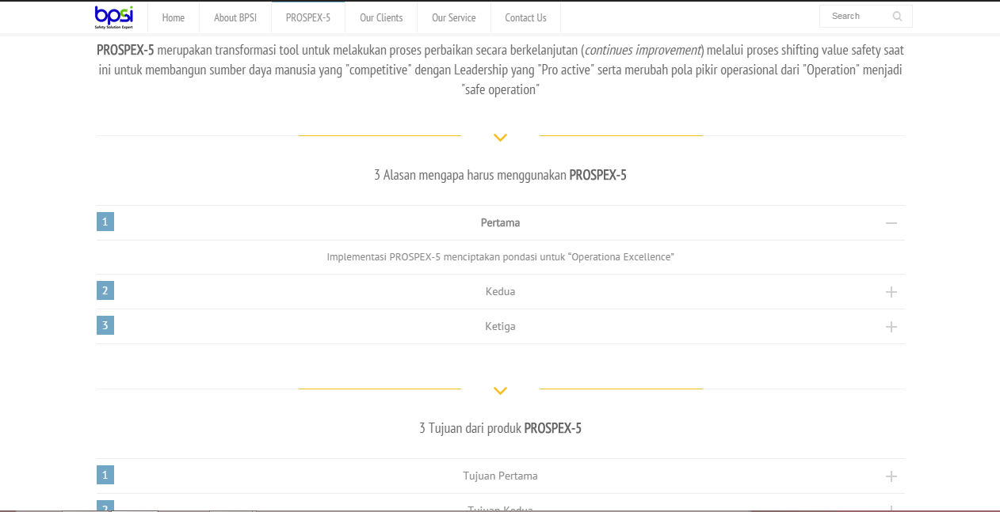 bpsi
Safety Solution Expert
Home
About BPSI
PROSPEX-5
Our Clients
Our Service
Contact Us
Search
PROSPEX-5 merupakan transformasi tool untuk melakukan proses perbaikan secara berkelanjutan (continues improvement) melalui proses shifting value safety saat
ini untuk membangun sumber daya manusia yang "competitive" dengan Leadership yang "Pro active" serta merubah pola pikir operasional dari "Operation" menjadi
"safe operation"
3 Alasan mengapa harus menggunakan PROSPEX-5
1 Pertama
Implementasi PROSPEX-5 menciptakan pondasi untuk “Operationa Excellence”
2 Kedua
3 Ketiga
3 Tujuan dari produk PROSPEX-5
1 Tujuan Pertama
2 Tujuan Kedua